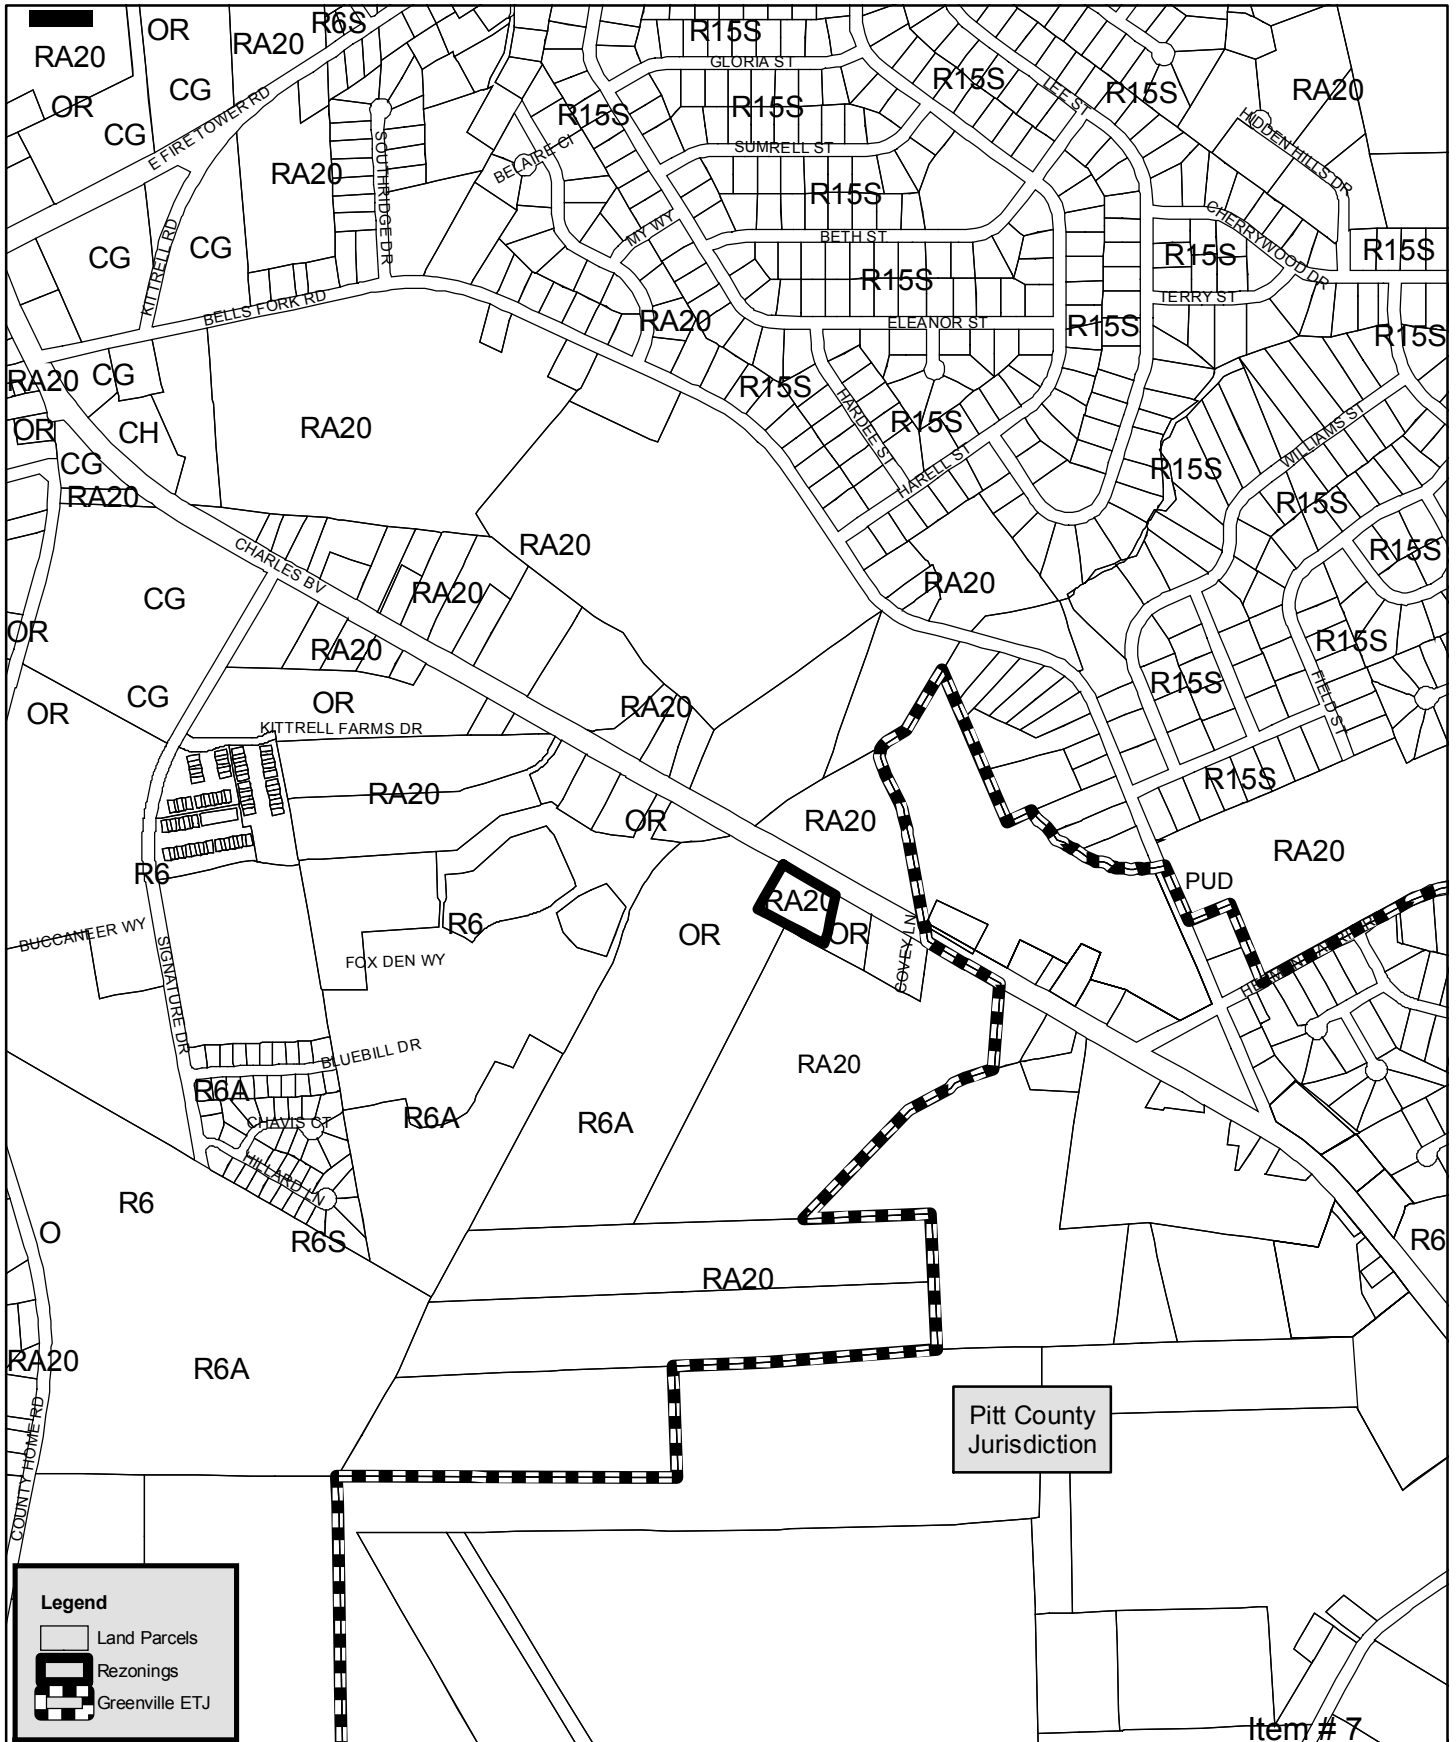 OR
R6S
RA20
RA20
R15S
GLORIA ST
CG
R15S
LEE ST
R15S
RA20
OR
CG
E FIRE TOWER RD
R15S
R15S
HIDDEN HILLS DR
SOUTHRIDGE DR
BELAIRE CI
SUMRELL ST
RA20
R15S
CHERRYWOOD DR
MY WY
BETH ST
CG
CG
KITTRELL RD
R15S
R15S
R15S
TERRY ST
BELLS FORK RD
RA20
ELEANOR ST
R15S
R15S
RA20
CG
R15S
HARDEE ST
R15S
WILLIAMS ST
OR
CH
RA20
CG
RA20
HARELL ST
R15S
R15S
R15S
RA20
CHARLES BV
RA20
RA20
CG
OR
RA20
R15S
R15S
FIELD ST
CG
OR
OR
RA20
KITTRELL FARMS DR
R15S
RA20
OR
RA20
RA20
R6
PUD
RA20
R6
OR
OR
COVEY LN
BUCCANEER WY
SIGNATURE DR
FOX DEN WY
BLUEBILL DR
RA20
R6A
CHAVIS CT
R6A
R6A
HILLARD LN
R6
O
R6S
R6
RA20
RA20
R6A
COUNTY HOME RD
Pitt County
Jurisdiction
Legend
Land Parcels
Rezonings
Greenville ETJ
Item # 7